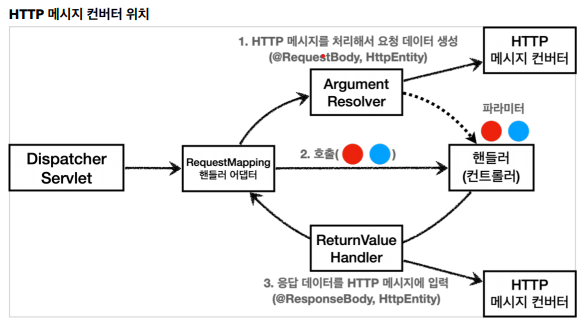 HTTP 메시지 컨버터 위치
1. HTTP 메시지를 처리해서 요청 데이터 생성
(@RequestBody, HttpEntity)
HTTP
메시지 컨버터
Argument
Resolver
파라미터
Dispatcher
Servlet
RequestMapping
핸들러 어댑터
2. 호출( )
핸들러
(컨트롤러)
ReturnValue
Handler
3. 응답 데이터를 HTTP 메시지에 입력
(@ResponseBody, HttpEntity)
HTTP
메시지 컨버터